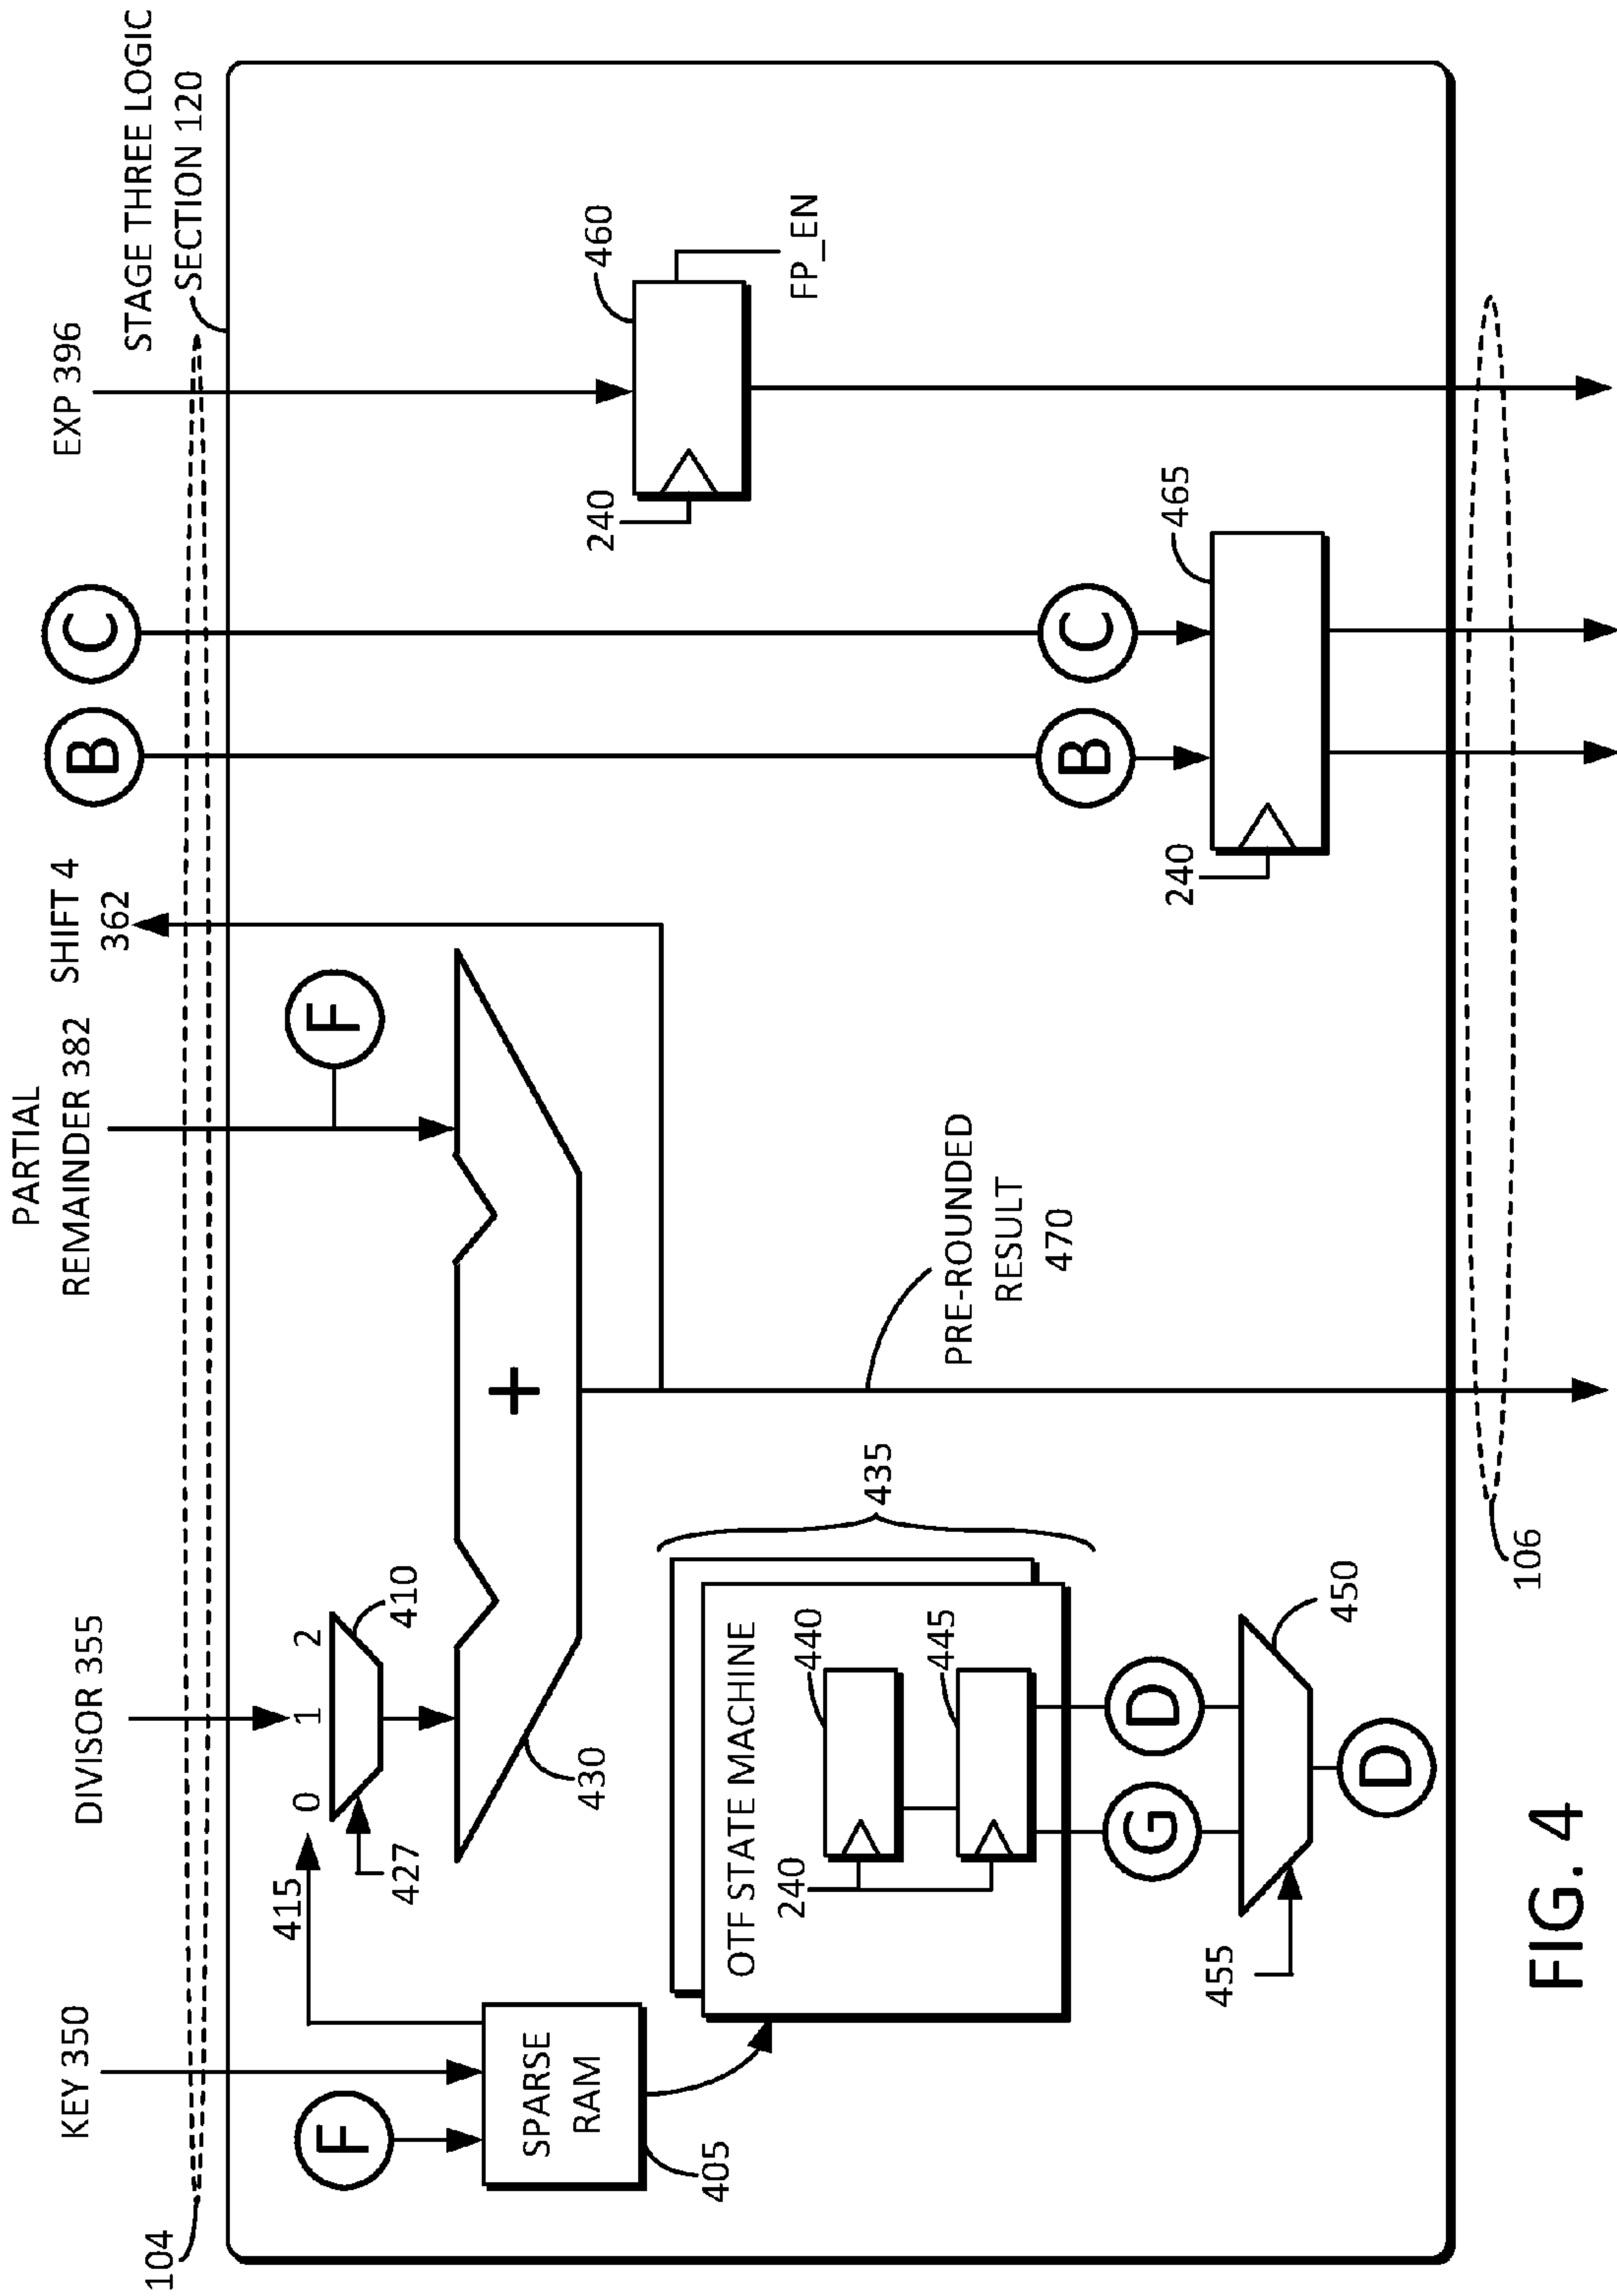 STAGE THREE LOGIC
SECTION 120
104
KEY 350
DIVISOR 355
PARTIAL
REMAINDER 382
SHIFT 4
362
B
C
EXP 396
F
415
0
1
2
410
427
F
SPARSE
RAM
405
+
430
240
460
FP_EN
OTF STATE MACHINE
440
445
240
435
PRE-ROUNDED
RESULT
470
B
C
465
240
G
D
455
450
D
106
FIG. 4